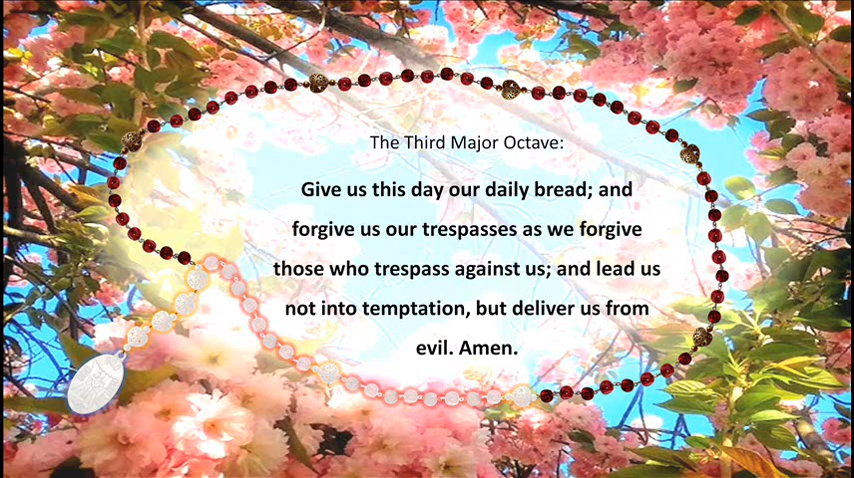 The Third Major Octave:
Give us this day our daily bread; and
forgive us our trespasses as we forgive
those who trespass against us; and lead us
not into temptation, but deliver us from
evil. Amen.